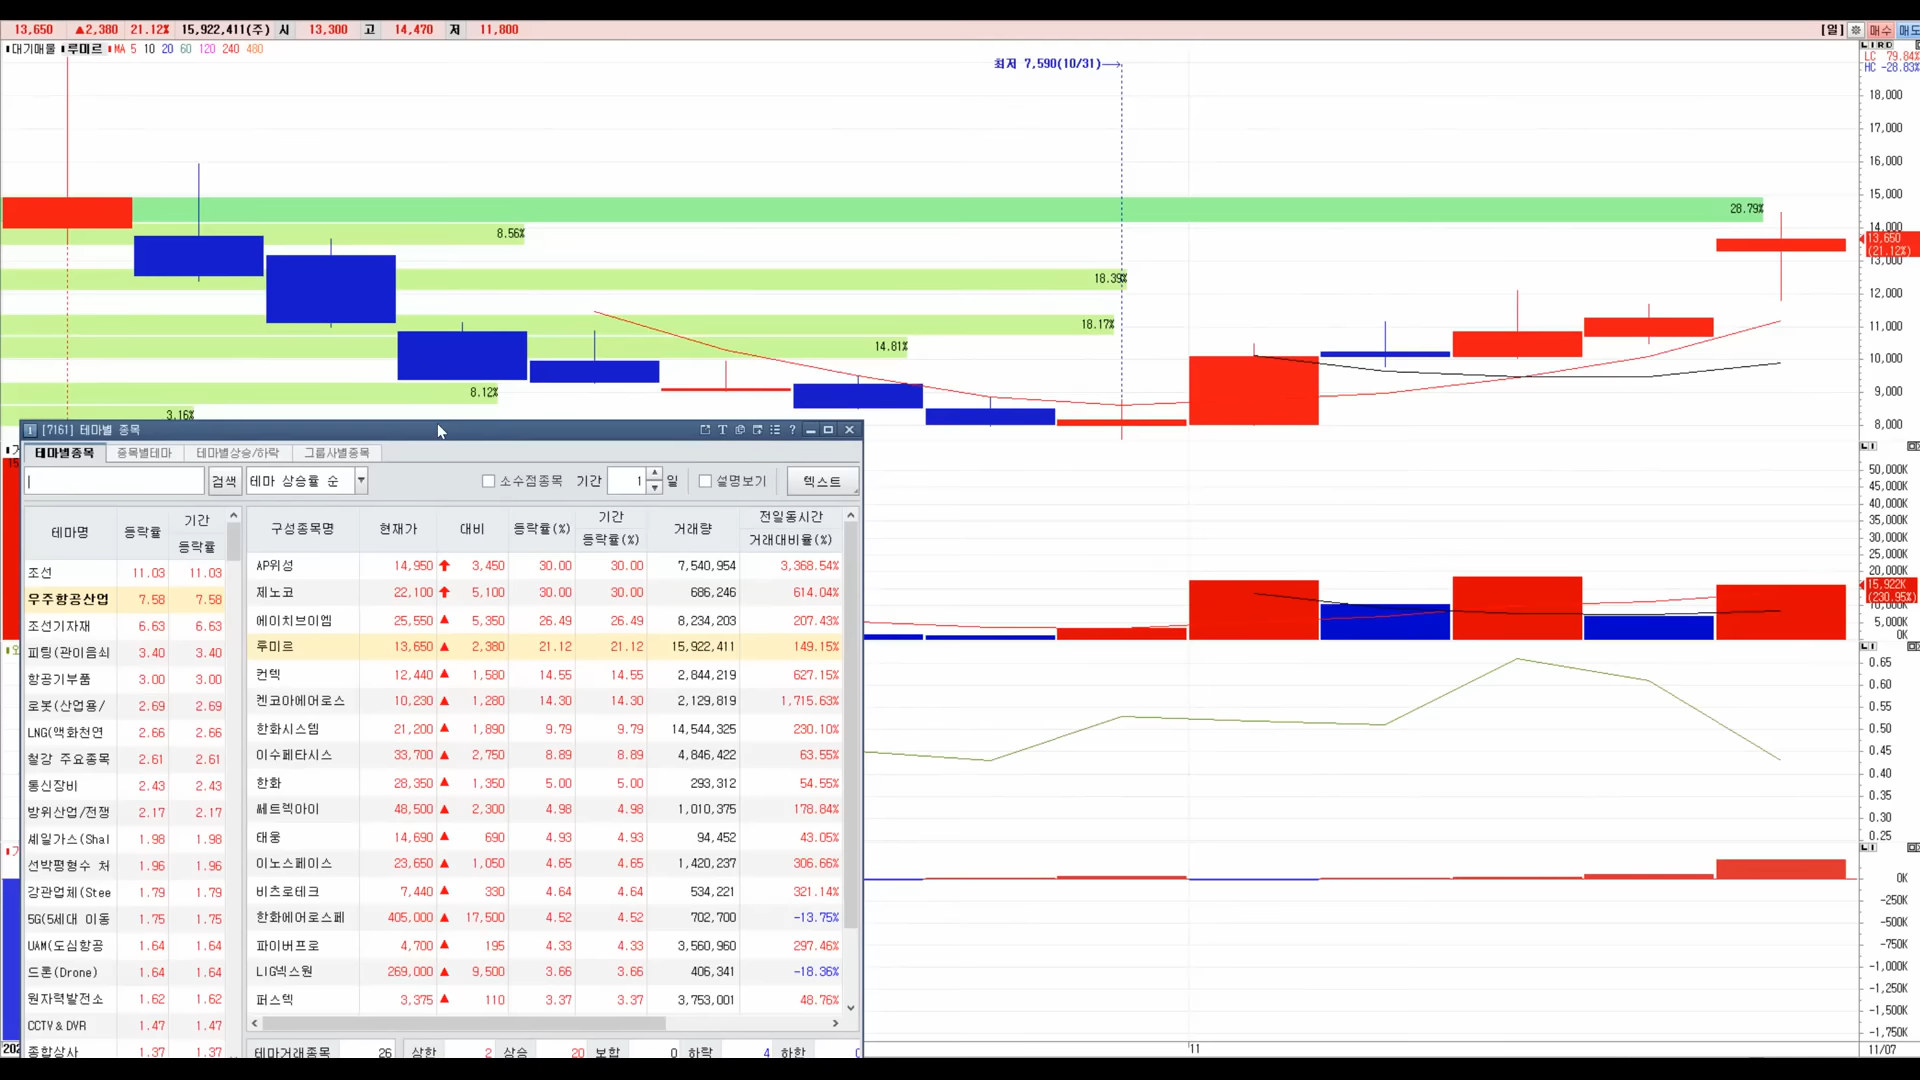 13,650 ▲2,380 21.12% 15,922,411(주) 시 13,300 고 14,470 저 11,800 [일] 매수 매도
대기매물 루미르 MA 5 10 20 60 120 240 480
LC 79.84%
HC -28.83%
최저 7,590(10/31)
18,000
17,000
16,000
15,000
14,000
13,650
(21.12%)
13,000
12,000
11,000
10,000
9,000
8,000
28.79%
8.56%
18.39%
18.17%
14.81%
8.12%
3.16%
[7161] 테마별 종목
테마별종목 종목별테마 테마별상승/하락 그룹사별종목
검색 테마 상승률 순 소수점종목 기간 1 일 설명보기 텍스트
테마명 등락률 기간 등락률
조선 11.03 11.03
우주항공산업 7.58 7.58
조선기자재 6.63 6.63
피팅(관이음쇠 3.40 3.40
항공기부품 3.00 3.00
로봇(산업용/ 2.69 2.69
LNG(액화천연 2.66 2.66
철강 주요종목 2.61 2.61
통신장비 2.43 2.43
방위산업/전쟁 2.17 2.17
셰일가스(Shal 1.98 1.98
선박평형수 처 1.96 1.96
강관업체(Stee 1.79 1.79
5G(5세대 이동 1.75 1.75
UAM(도심항공 1.64 1.64
드론(Drone) 1.64 1.64
원자력발전소 1.62 1.62
CCTV & DVR 1.47 1.47
종합상사 1.37 1.37
구성종목명 현재가 대비 등락률(%) 기간 등락률(%) 거래량 전일동시간 거래대비율(%)
AP위성 14,950 3,450 30.00 30.00 7,540,954 3,368.54%
제노코 22,100 5,100 30.00 30.00 686,246 614.04%
에이치브이엠 25,550 ▲ 5,350 26.49 26.49 8,234,203 207.43%
루미르 13,650 ▲ 2,380 21.12 21.12 15,922,411 149.15%
컨텍 12,440 ▲ 1,580 14.55 14.55 2,844,219 627.15%
켄코아에어로스 10,230 ▲ 1,280 14.30 14.30 2,129,819 1,715.63%
한화시스템 21,200 ▲ 1,890 9.79 9.79 14,544,325 230.10%
이수페타시스 33,700 ▲ 2,750 8.89 8.89 4,846,422 63.55%
한화 28,350 ▲ 1,350 5.00 5.00 293,312 54.55%
쎄트렉아이 48,500 ▲ 2,300 4.98 4.98 1,010,375 178.84%
태웅 14,690 ▲ 690 4.93 4.93 94,452 43.05%
이노스페이스 23,650 ▲ 1,050 4.65 4.65 1,420,237 306.66%
비츠로테크 7,440 ▲ 330 4.64 4.64 534,221 321.14%
한화에어로스페 405,000 ▲ 17,500 4.52 4.52 702,700 -13.75%
파이버프로 4,700 ▲ 195 4.33 4.33 3,560,960 297.46%
LIG넥스원 269,000 ▲ 9,500 3.66 3.66 406,341 -18.36%
퍼스텍 3,375 ▲ 110 3.37 3.37 3,753,001 48.76%
테마거래종목 26 상한 2 상승 20 보합 0 하락 4 하한
50,000K
45,000K
40,000K
35,000K
30,000K
25,000K
20,000K
15,922K
(230.95%)
10,000K
5,000K
0K
0.65
0.60
0.55
0.50
0.45
0.40
0.35
0.30
0.25
0K
-250K
-500K
-750K
-1,000K
-1,250K
-1,500K
-1,750K
11
11/07